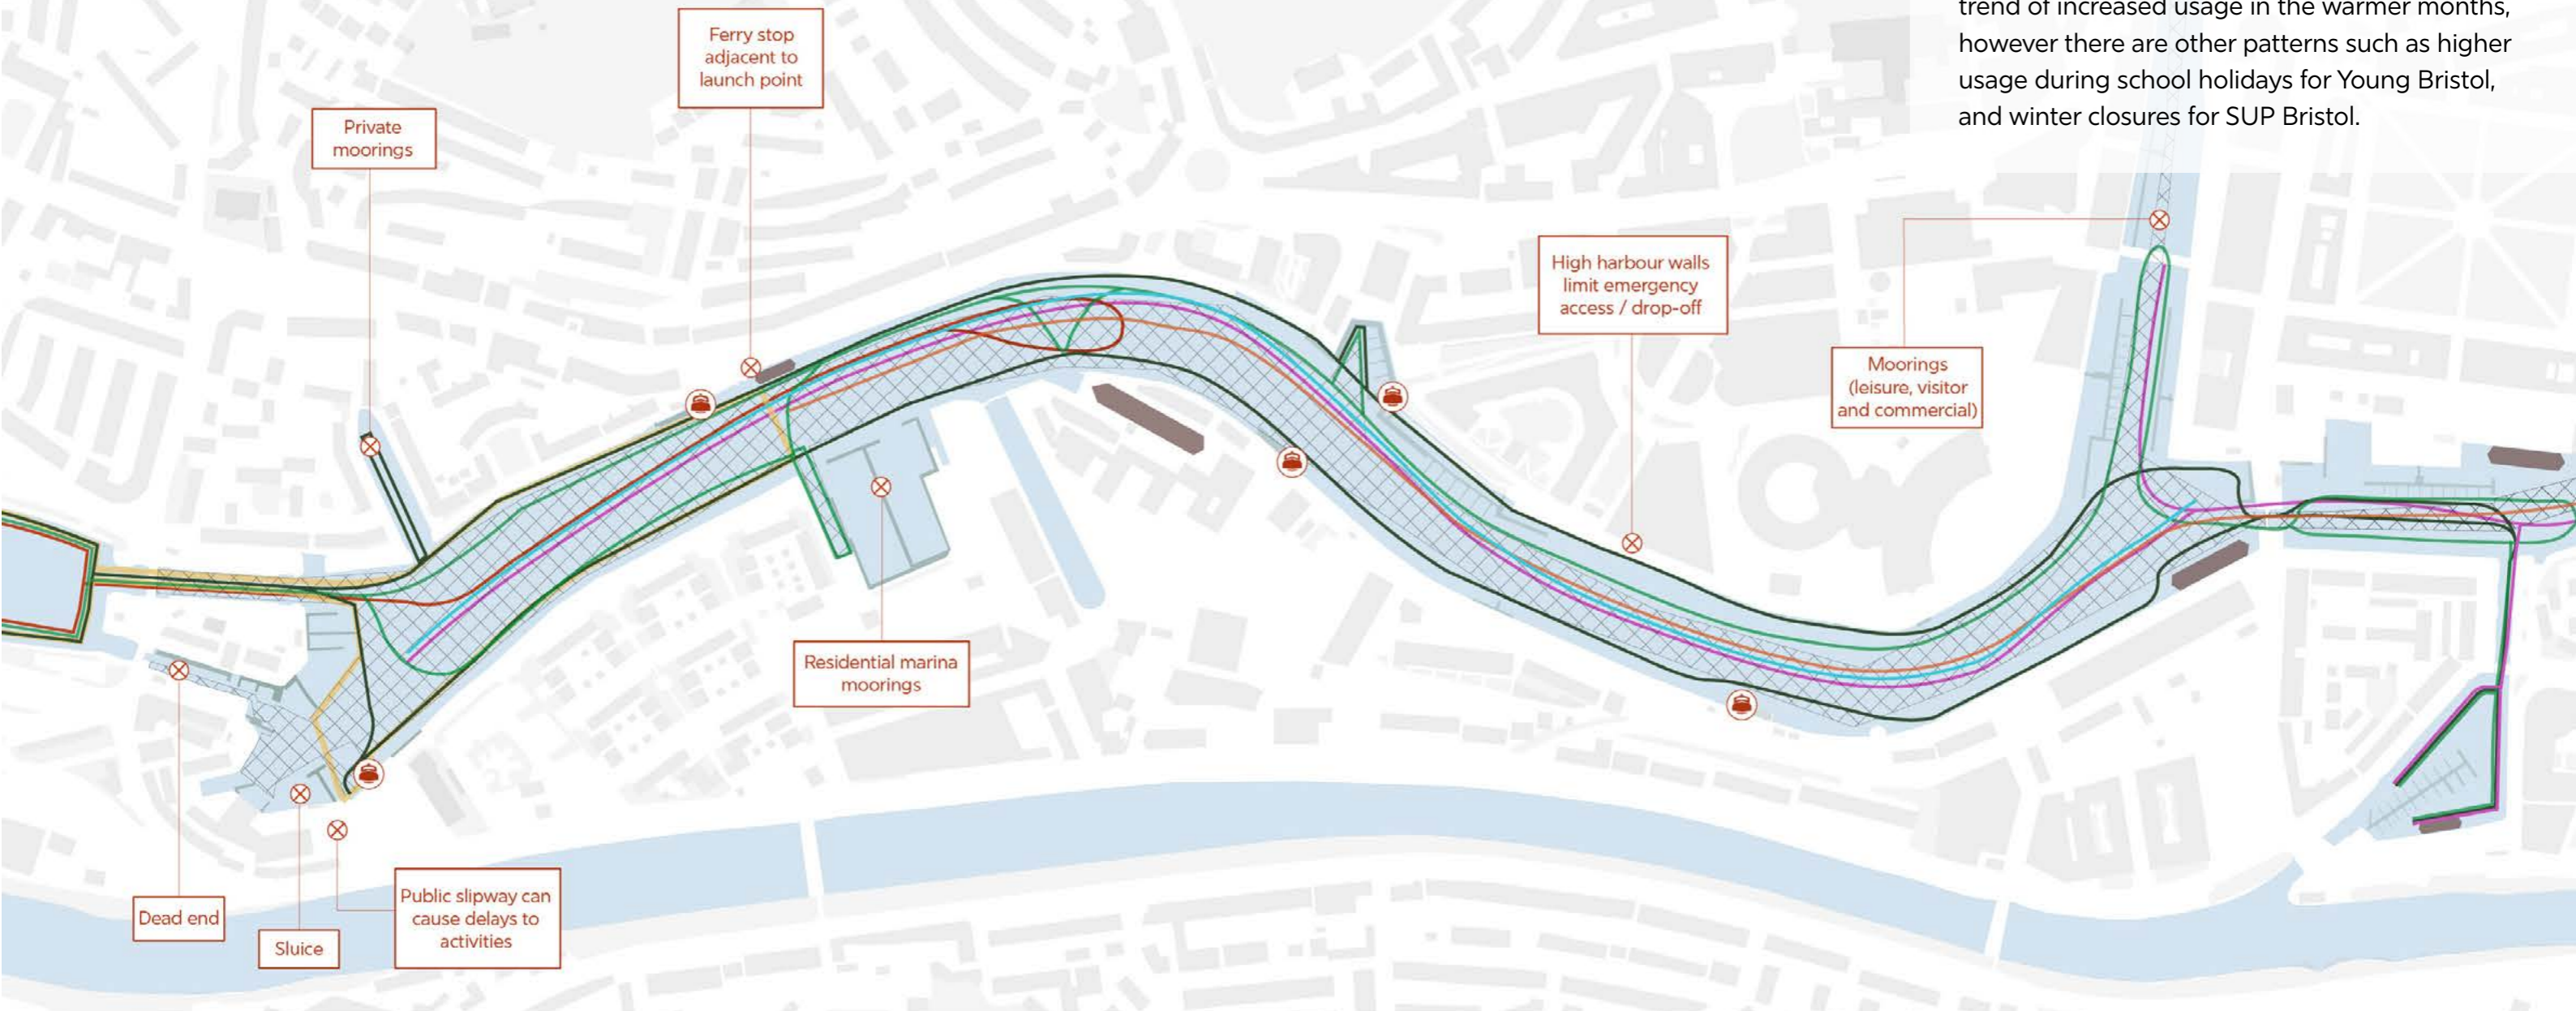 trend of increased usage in the warmer months,
however there are other patterns such as higher
usage during school holidays for Young Bristol,
and winter closures for SUP Bristol.
Ferry stop
adjacent to
launch point
Private
moorings
High harbour walls
limit emergency
access / drop-off
Moorings
(leisure, visitor
and commercial)
Residential marina
moorings
Dead end
Sluice
Public slipway can
cause delays to
activities